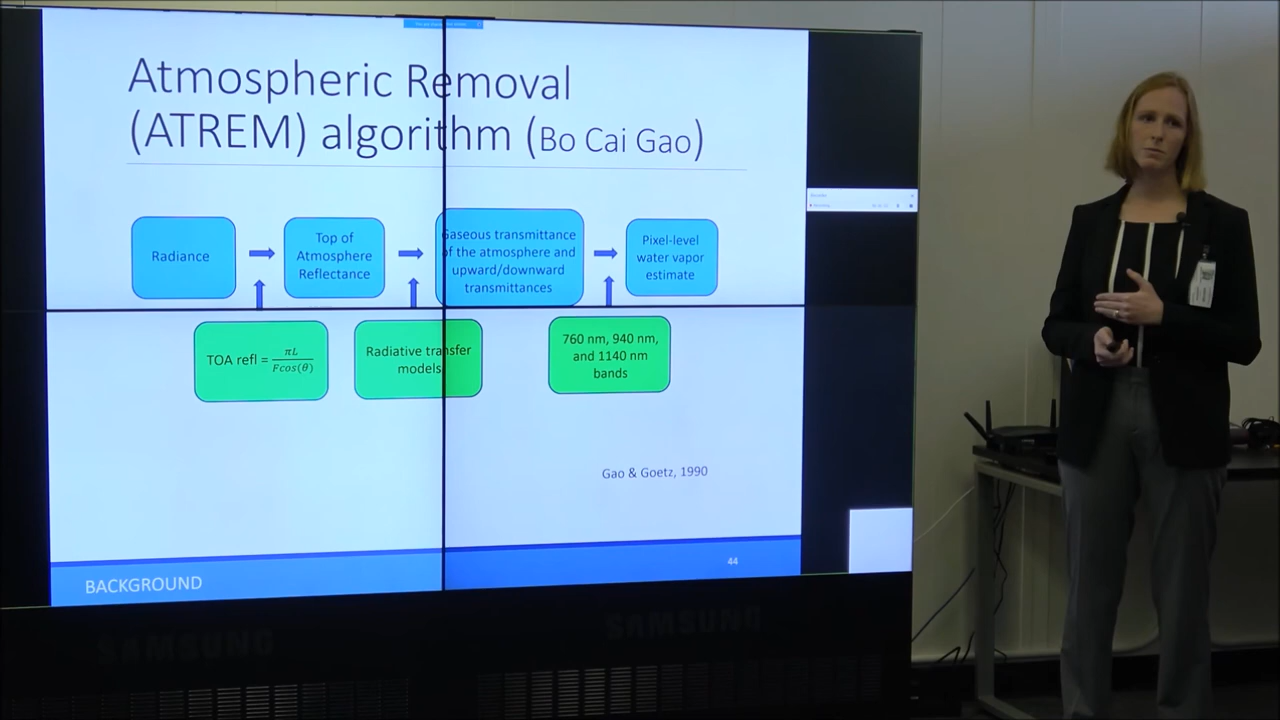 Atmospheric Removal
(ATREM) algorithm (Bo Cai Gao)
Radiance
Top of
Atmosphere
Reflectance
Gaseous transmittance
of the atmosphere and
upward/downward
transmittances
Pixel-level
water vapor
estimate
TOA refl = πL / Fcos(θ)
Radiative transfer
models
760 nm, 940 nm,
and 1140 nm
bands
Gao & Goetz, 1990
BACKGROUND
44
SAMSUNG
SAMSUNG